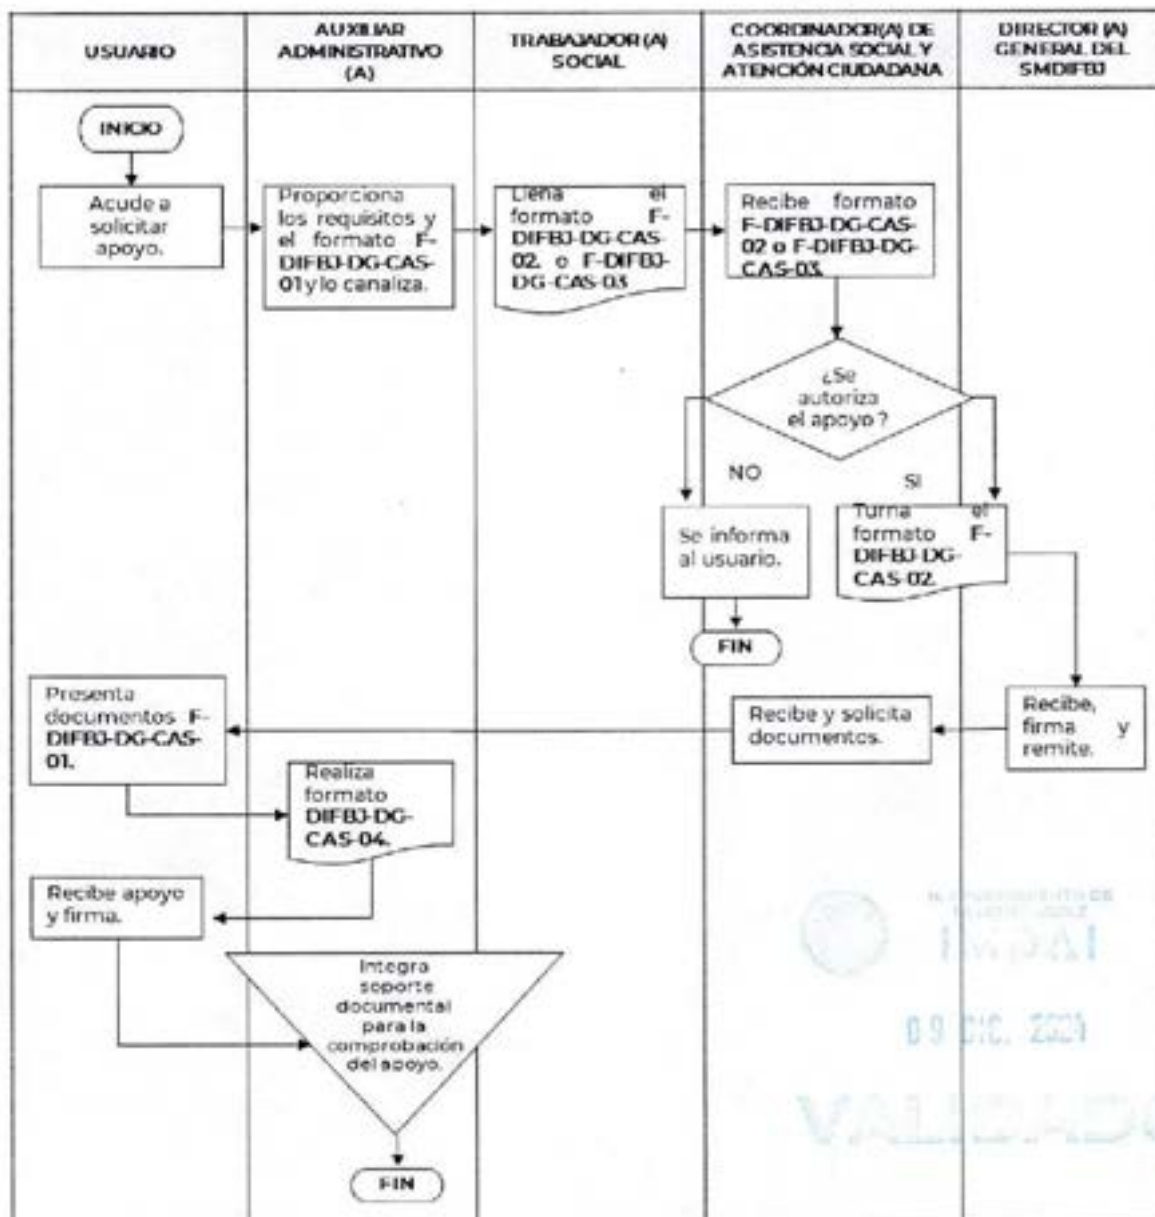 USUARIO
AUXILIAR
ADMINISTRATIVO
(A)
TRABAJADOR (A)
SOCIAL
COORDINADOR(A) DE
ASISTENCIA SOCIAL Y
ATENCIÓN CIUDADANA
DIRECTOR (A)
GENERAL DEL
SMDIFBJ
INICIO
Acude a
solicitar
apoyo.
Proporciona
los requisitos y
el formato F-
DIFBJ-DG-CAS-
01 y lo canaliza.
Llena el
formato F-
DIFBJ-DG-CAS-
02. o F-DIFBJ-
DG-CAS-03
Recibe formato
F-DIFBJ-DG-CAS-
02 o F-DIFBJ-DG-
CAS-03.
¿Se
autoriza
el apoyo?
NO
SI
Se informa
al usuario.
Turna el
formato F-
DIFBJ-DG-
CAS-02.
FIN
Presenta
documentos F-
DIFBJ-DG-CAS-
01.
Recibe y solicita
documentos.
Recibe,
firma y
remite.
Realiza
formato
DIFBJ-DG-
CAS-04.
Recibe apoyo
y firma.
Integra
soporte
documental
para la
comprobación
del apoyo.
09 DIC.
VALIDADO
FIN